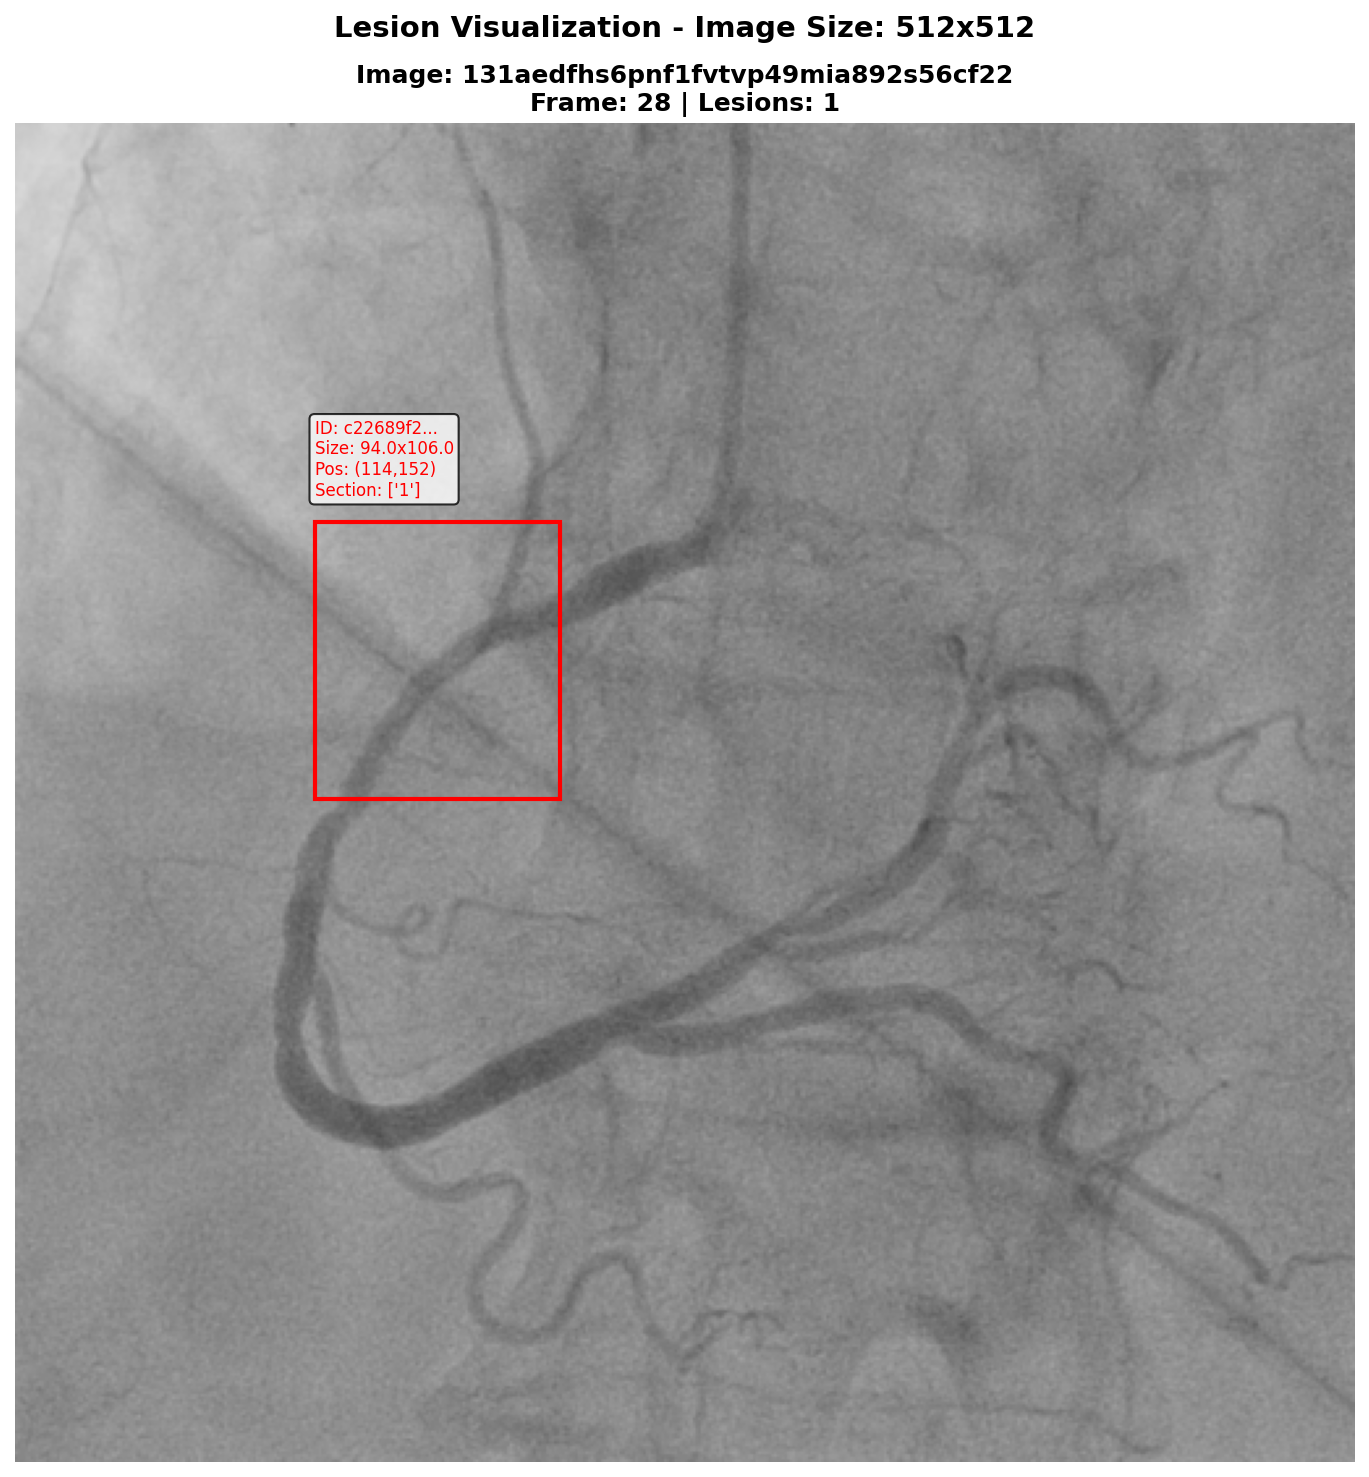 Lesion Visualization - Image Size: 512x512
Image: 131aedfhs6pnf1fvtvp49mia892s56cf22
Frame: 28 | Lesions: 1
ID: c22689f2...
Size: 94.0x106.0
Pos: (114,152)
Section: ['1']